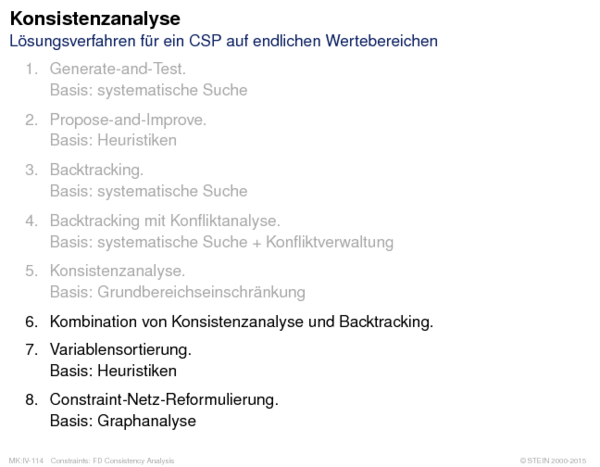 Konsistenzanalyse
Lösungsverfahren für ein CSP auf endlichen Wertebereichen
1. Generate-and-Test.
Basis: systematische Suche
2. Propose-and-Improve.
Basis: Heuristiken
3. Backtracking.
Basis: systematische Suche
4. Backtracking mit Konfliktanalyse.
Basis: systematische Suche + Konfliktverwaltung
5. Konsistenzanalyse.
Basis: Grundbereichseinschränkung
6. Kombination von Konsistenzanalyse und Backtracking.
7. Variablensortierung.
Basis: Heuristiken
8. Constraint-Netz-Reformulierung.
Basis: Graphanalyse
MK:IV-114 Constraints: FD Consistency Analysis © STEIN 2000-2015